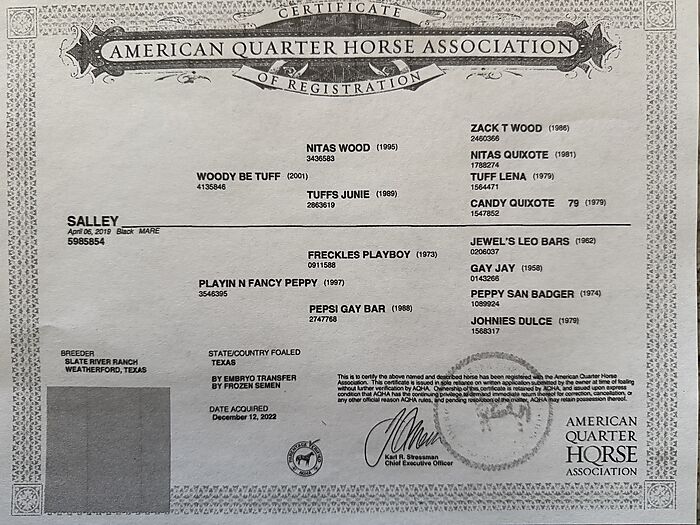 CERTIFICATE
AMERICAN QUARTER HORSE ASSOCIATION
OF REGISTRATION
ZACK T WOOD (1986)
2460366
NITAS WOOD (1995)
3436583
NITAS QUIXOTE (1981)
1788274
WOODY BE TUFF (2001)
4135846
TUFF LENA (1979)
1564471
TUFFS JUNIE (1989)
2863619
CANDY QUIXOTE 79 (1979)
1547852
SALLEY
April 06, 2019 Black MARE
5985854
JEWEL'S LEO BARS (1962)
0206037
FRECKLES PLAYBOY (1973)
0911588
GAY JAY (1958)
0143266
PLAYIN N FANCY PEPPY (1997)
3546395
PEPPY SAN BADGER (1974)
1089924
PEPSI GAY BAR (1988)
2747768
JOHNIES DULCE (1979)
1568317
BREEDER
SLATE RIVER RANCH
WEATHERFORD, TEXAS
STATE/COUNTRY FOALED
TEXAS
BY EMBRYO TRANSFER
BY FROZEN SEMEN
DATE ACQUIRED
December 12, 2022
This is to certify the above named and described horse has been registered with the American Quarter Horse
Association. This certificate is issued in sole reliance on written application submitted by the owner at time of foaling
without further verification by AQHA. Ownership of this certificate is retained by AQHA, and issued upon express
condition that AQHA has the continuing privilege to demand immediate return thereof for correction, cancellation, or
any other official reason AQHA rules, and pending resolution of the matter, AQHA may retain possession thereof.
PARENTAGE VERIFIED
AQHA
Karl R. Stressman
Chief Executive Officer
AMERICAN
QUARTER
HORSE
ASSOCIATION